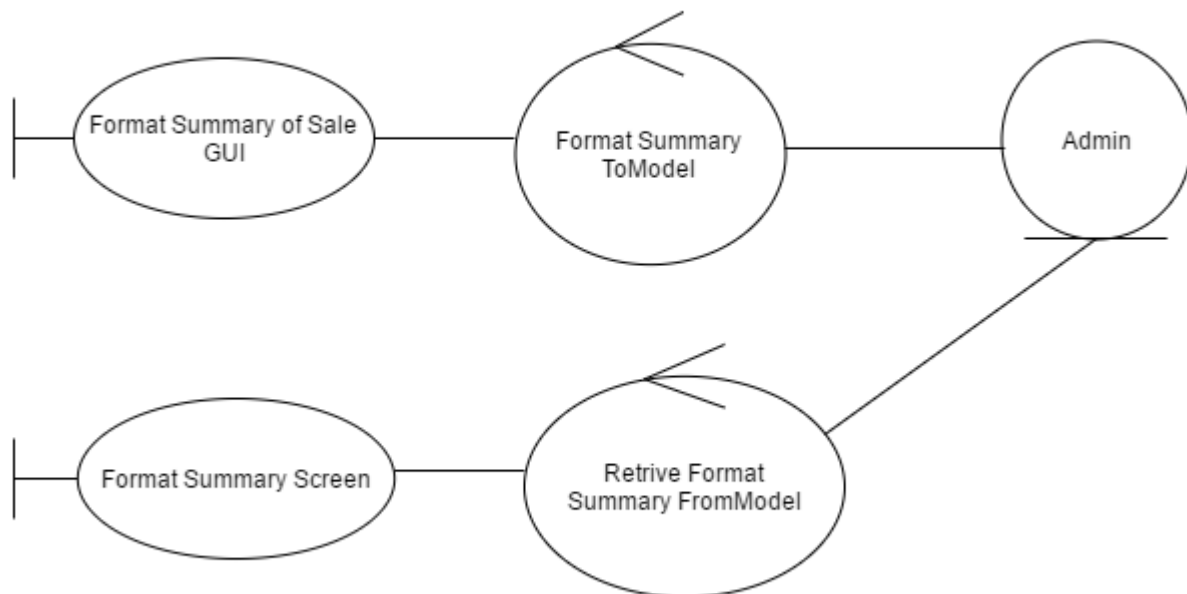 Format Summary of Sale
GUI
Format Summary
ToModel
Admin
Format Summary Screen
Retrive Format
Summary FromModel